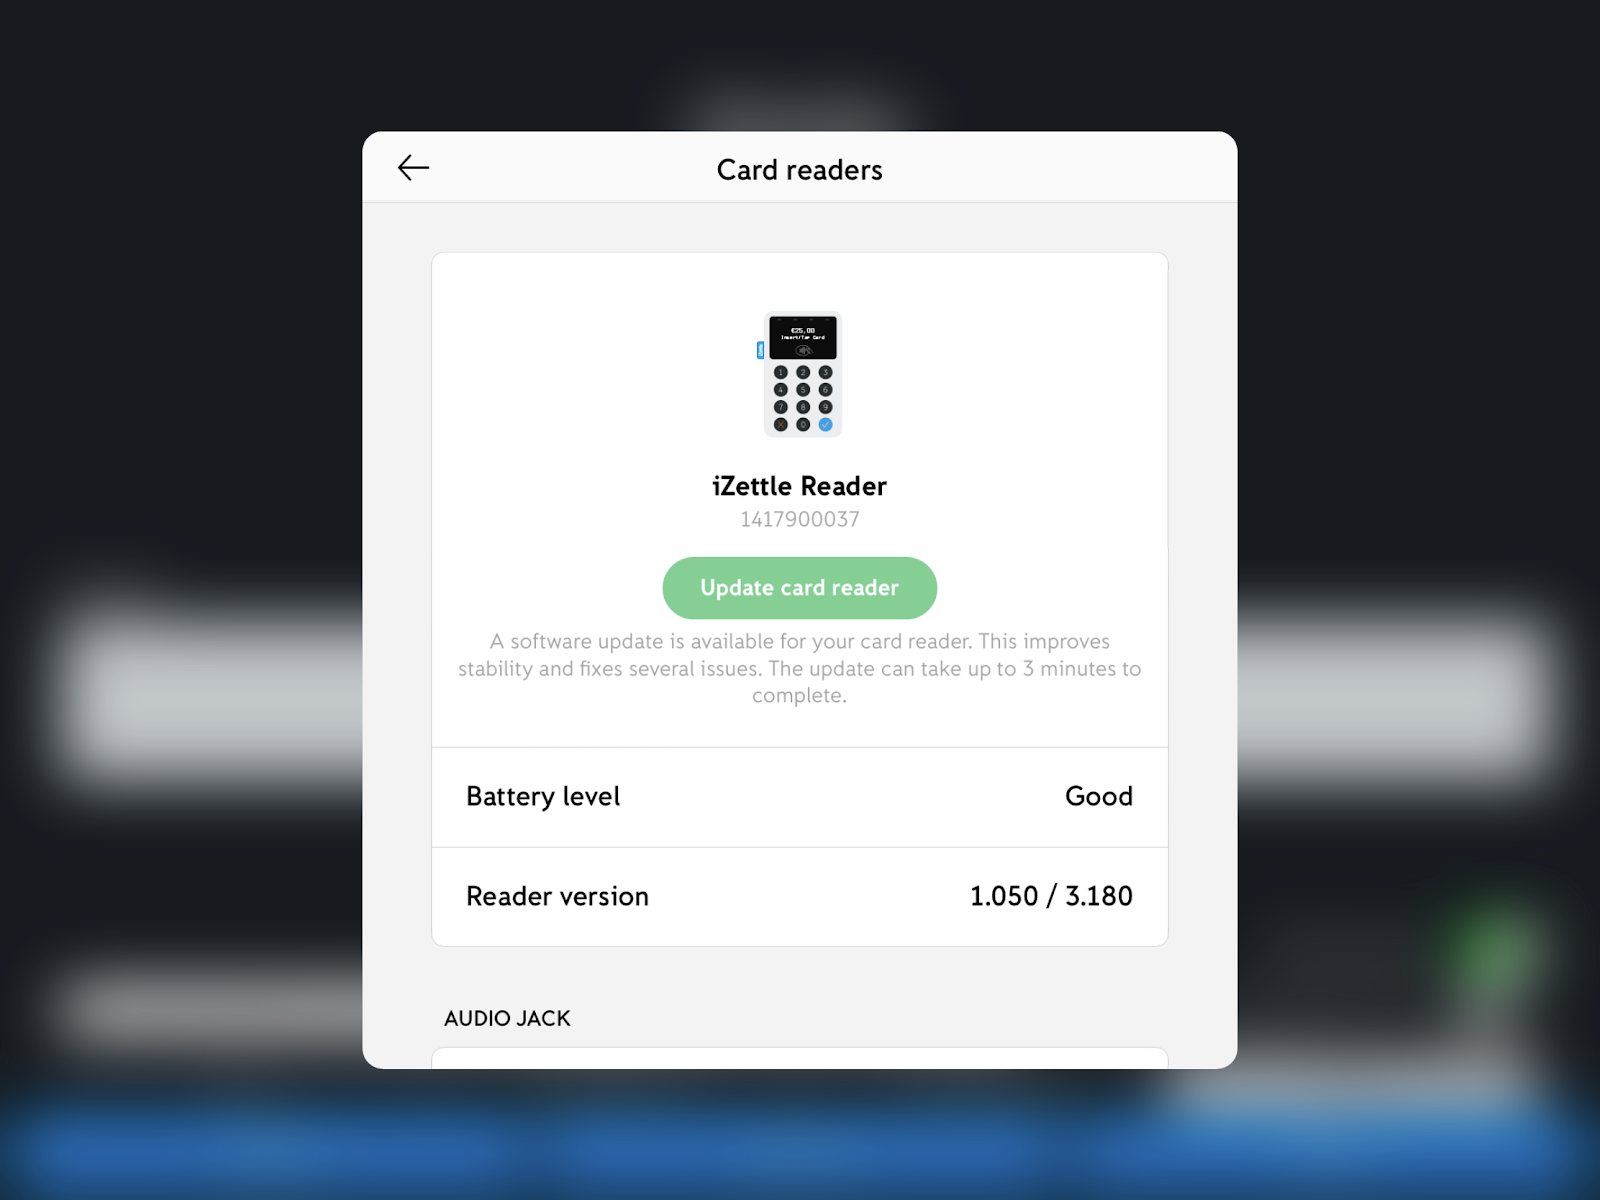 Card readers
€25,00
Insert/Tap Card
1 2 3
4 5 6
7 8 9
0
iZettle Reader
1417900037
Update card reader
A software update is available for your card reader. This improves
stability and fixes several issues. The update can take up to 3 minutes to
complete.
Battery level Good
Reader version 1.050 / 3.180
AUDIO JACK